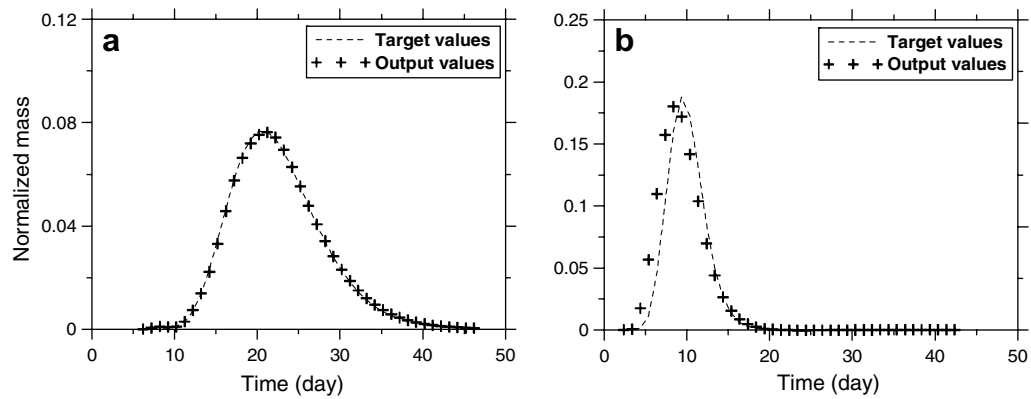 a
Target values
Output values
0.12
0.08
0.04
0
Normalized mass
0 10 20 30 40 50
Time (day)
b
Target values
Output values
0.25
0.2
0.15
0.1
0.05
0
0 10 20 30 40 50
Time (day)